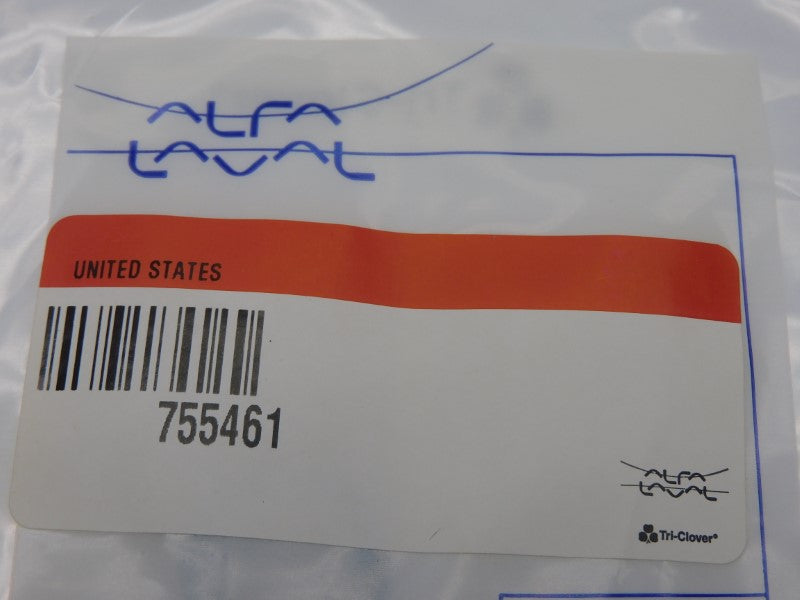 ALFA
LAVAL
UNITED STATES
755461
ALFA
LAVAL
Tri-Clover®